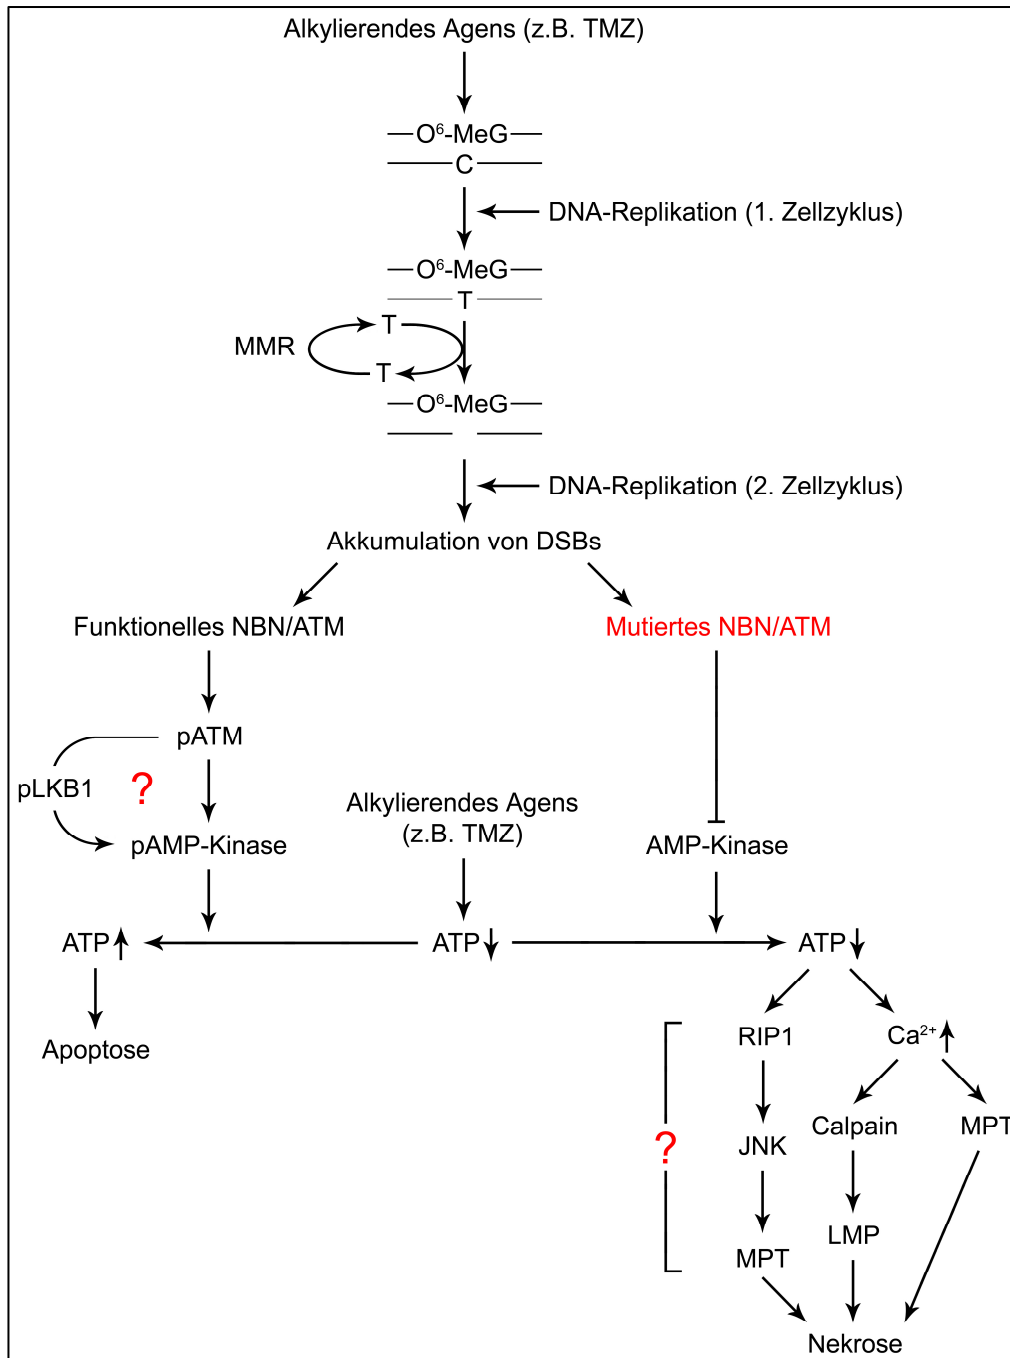 Alkylierendes Agens (z.B. TMZ)
O⁶-MeG
C
DNA-Replikation (1. Zellzyklus)
O⁶-MeG
T
T
MMR
T
O⁶-MeG
DNA-Replikation (2. Zellzyklus)
Akkumulation von DSBs
Funktionelles NBN/ATM
Mutiertes NBN/ATM
pATM
pLKB1
?
pAMP-Kinase
Alkylierendes Agens
(z.B. TMZ)
AMP-Kinase
ATP↑
ATP↓
ATP↓
Apoptose
RIP1
Ca²⁺↑
?
JNK
Calpain
MPT
MPT
LMP
Nekrose